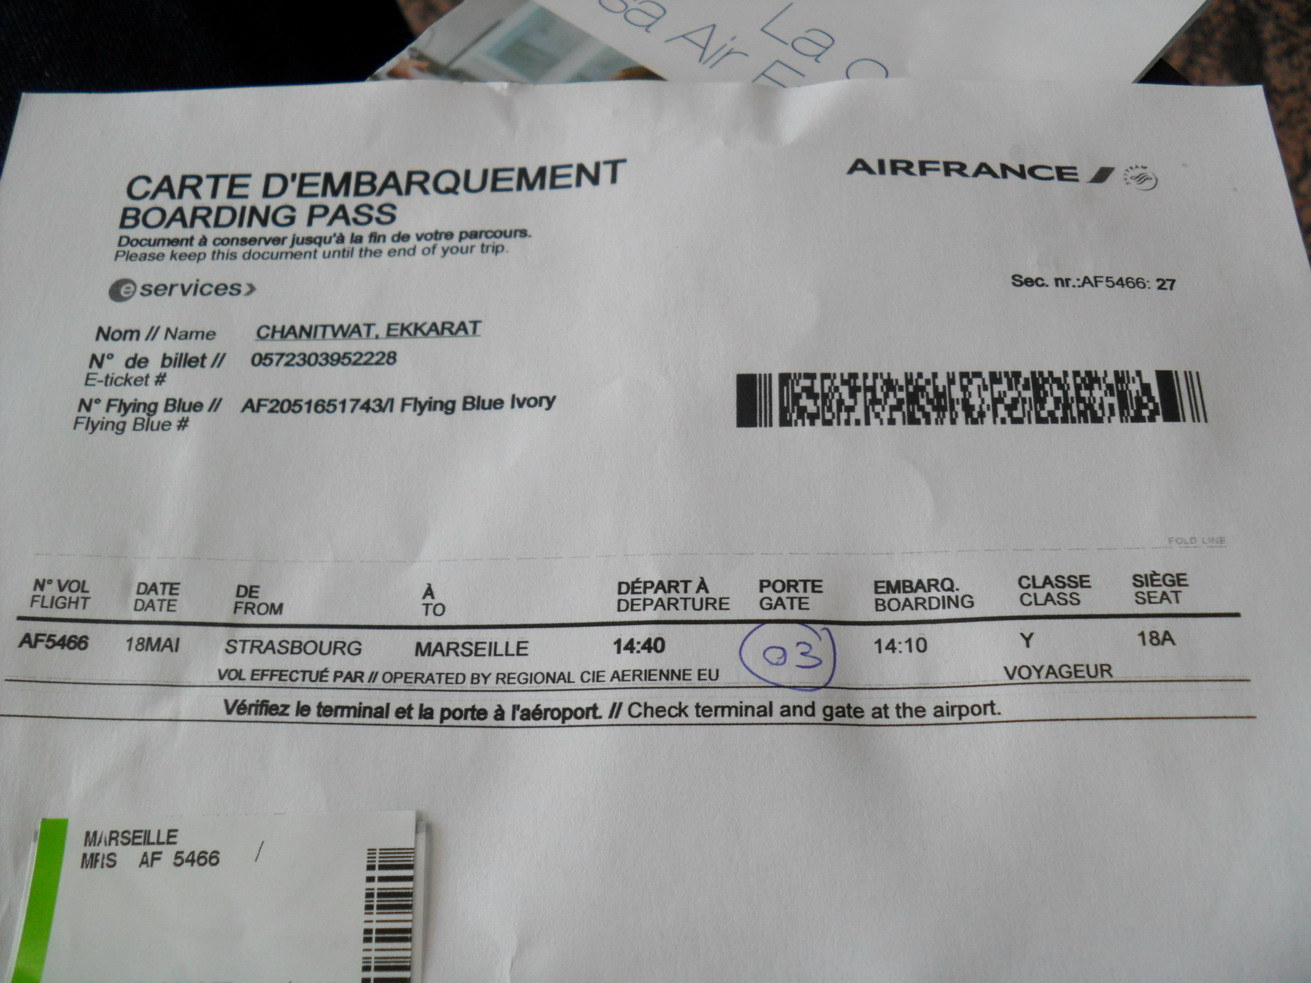 La
sa Air F
CARTE D'EMBARQUEMENT
BOARDING PASS
Document à conserver jusqu'à la fin de votre parcours.
Please keep this document until the end of your trip.
AIRFRANCE
e services
Sec. nr.:AF5466: 27
Nom // Name CHANITWAT, EKKARAT
N° de billet // 0572303952228
E-ticket #
N° Flying Blue // AF2051651743/I Flying Blue Ivory
Flying Blue #
FOLD LINE
N° VOL DATE DE À DÉPART À PORTE EMBARQ. CLASSE SIÈGE
FLIGHT DATE FROM TO DEPARTURE GATE BOARDING CLASS SEAT
AF5466 18MAI STRASBOURG MARSEILLE 14:40 03 14:10 Y 18A
VOL EFFECTUÉ PAR // OPERATED BY REGIONAL CIE AERIENNE EU VOYAGEUR
Vérifiez le terminal et la porte à l'aéroport. // Check terminal and gate at the airport.
MARSEILLE
MRS AF 5466 /